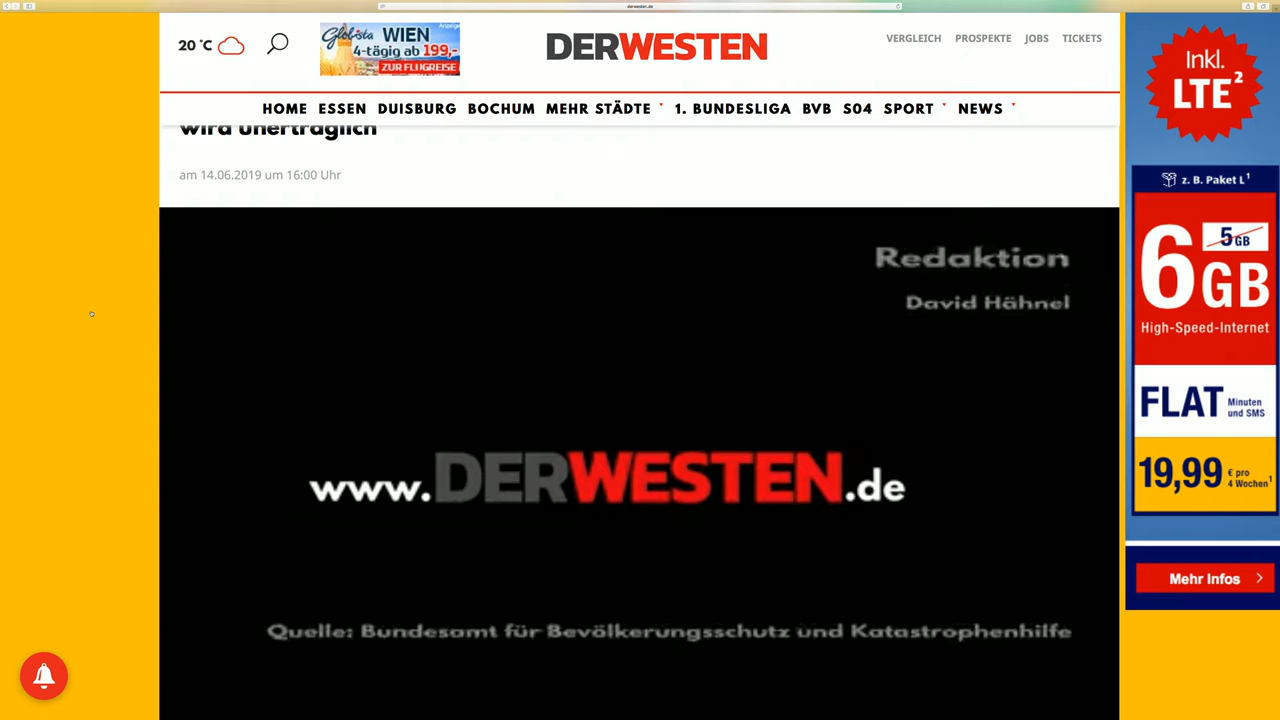 derwesten.de
20 °C
Anzeige
Globista WIEN
4-tägig ab 199,-
ZUR FLUGREISE
DERWESTEN
VERGLEICH PROSPEKTE JOBS TICKETS
HOME ESSEN DUISBURG BOCHUM MEHR STÄDTE 1. BUNDESLIGA BVB S04 SPORT NEWS
wird unerträglich
am 14.06.2019 um 16:00 Uhr
Redaktion
David Hähnel
www.DERWESTEN.de
Quelle: Bundesamt für Bevölkerungsschutz und Katastrophenhilfe
Inkl.
LTE²
z. B. Paket L¹
5 GB
6 GB
High-Speed-Internet
FLAT Minuten und SMS
19,99 € pro 4 Wochen¹
Mehr Infos